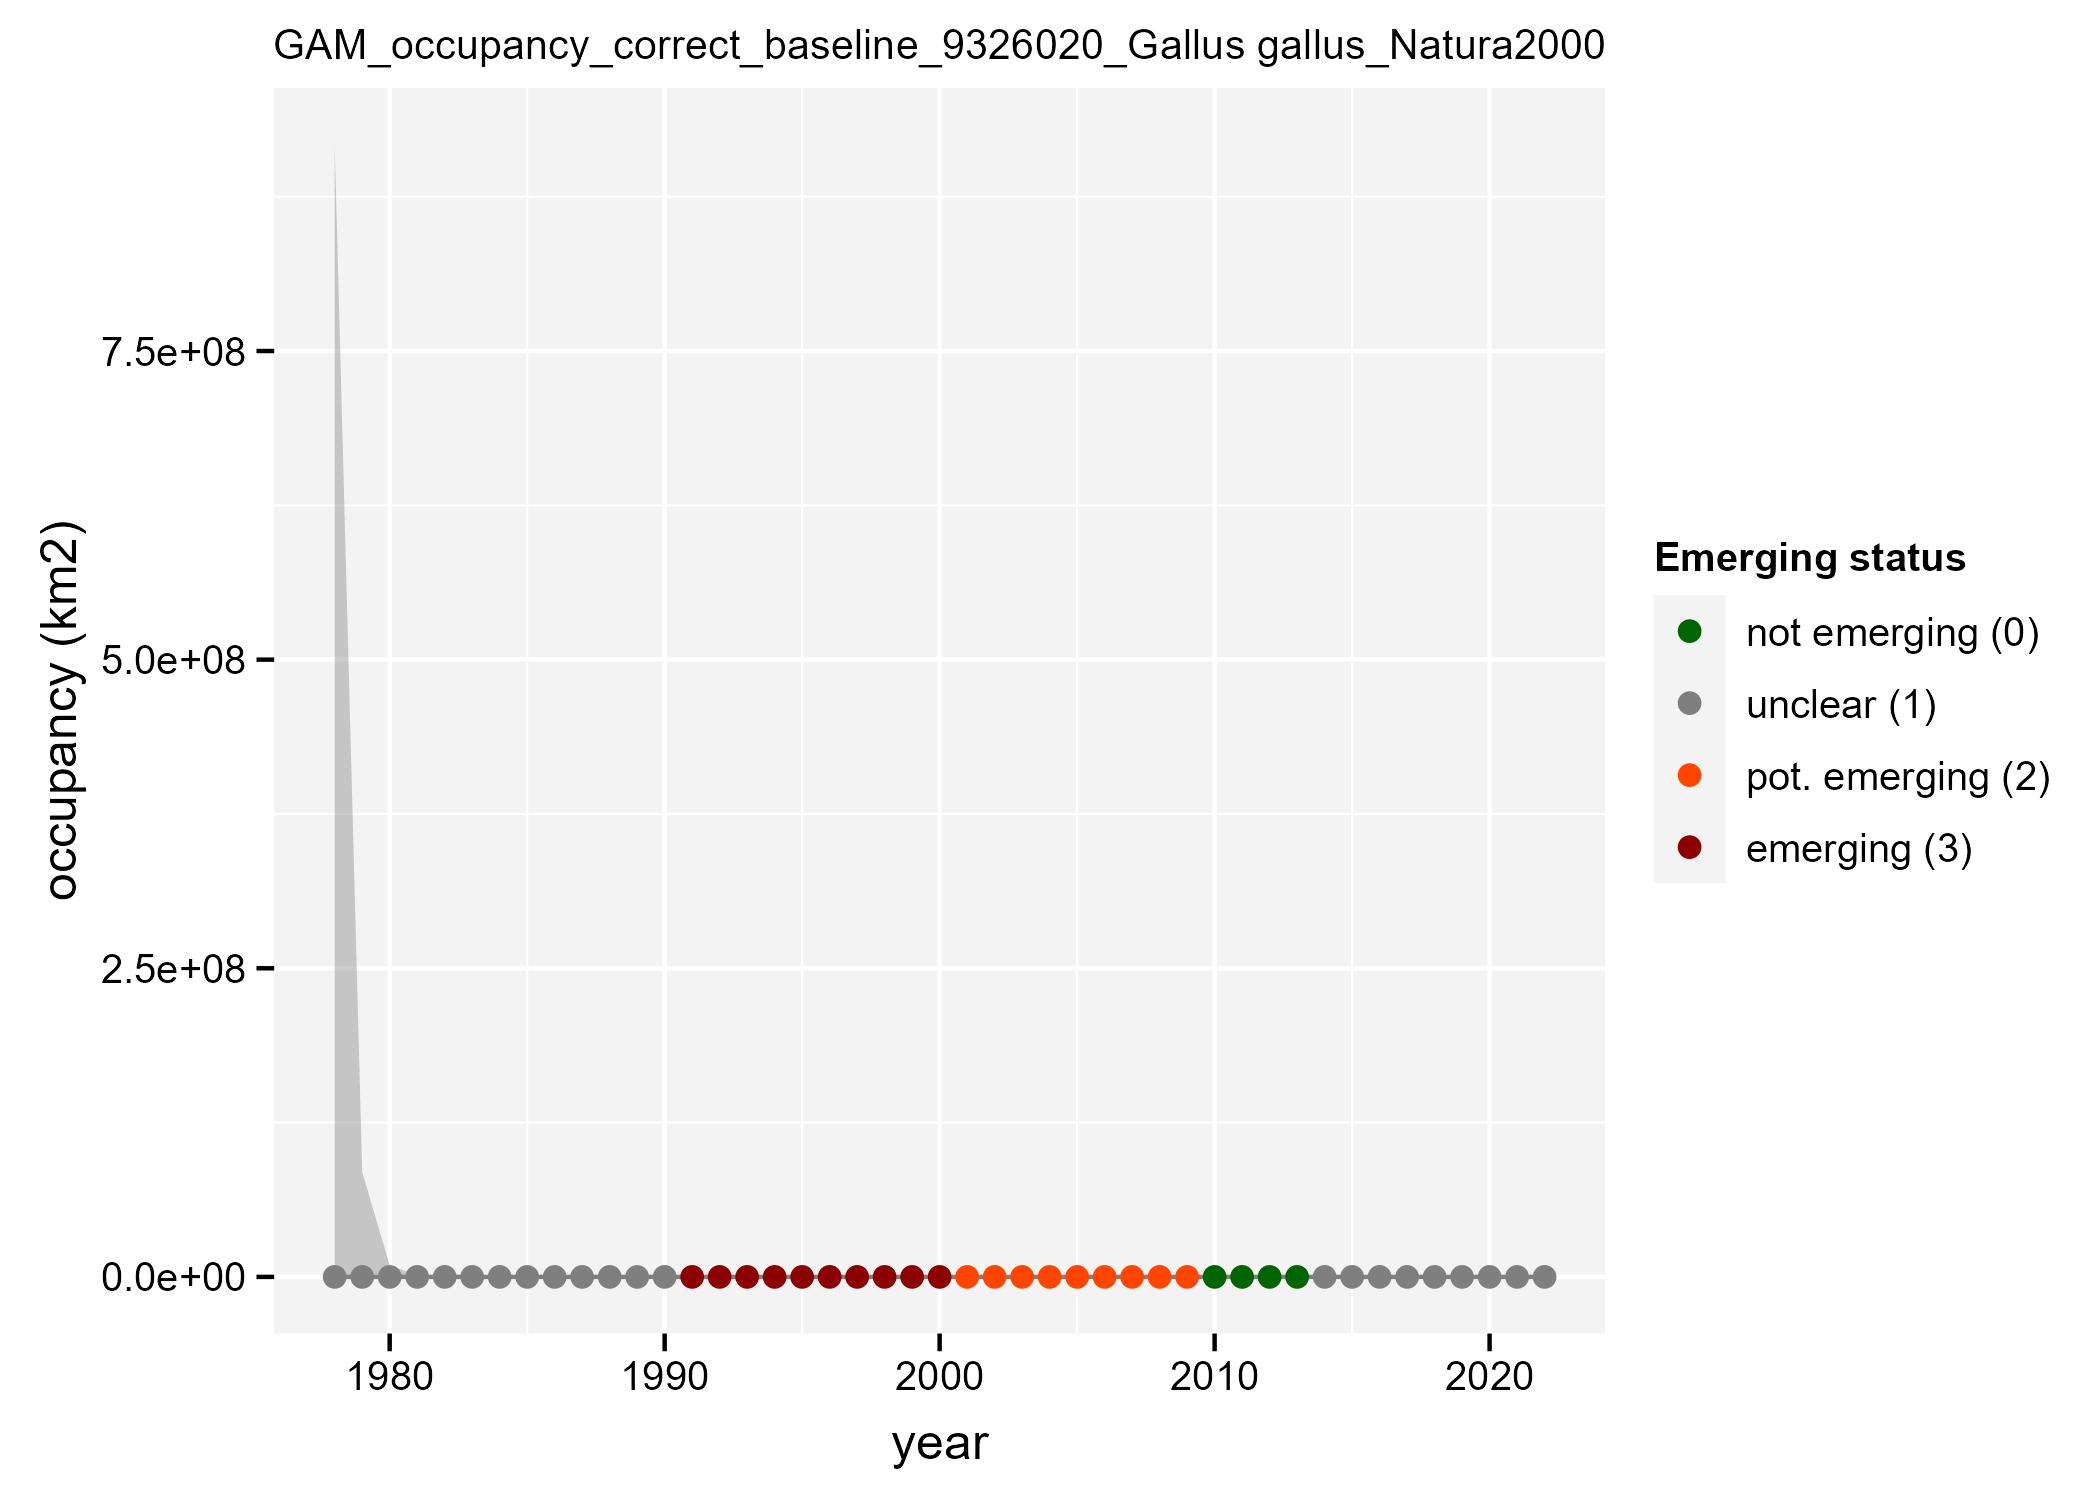 GAM_occupancy_correct_baseline_9326020_Gallus gallus_Natura2000
occupancy (km2)
7.5e+08
5.0e+08
2.5e+08
0.0e+00
1980 1990 2000 2010 2020
year
Emerging status
not emerging (0)
unclear (1)
pot. emerging (2)
emerging (3)